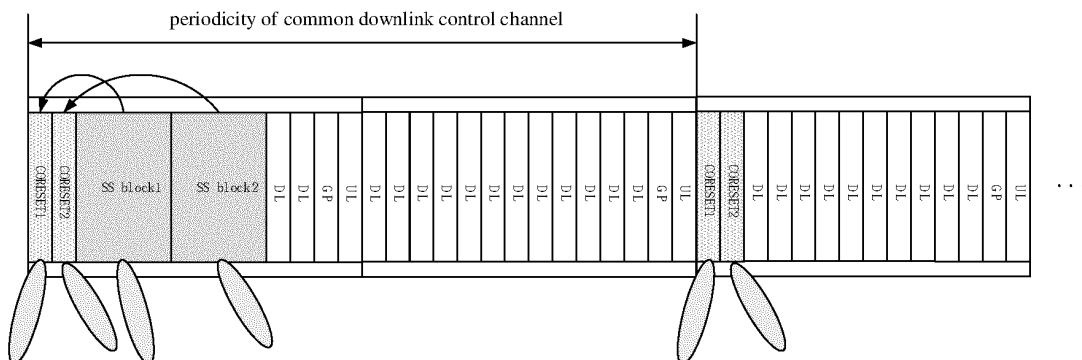 periodicity of common downlink control channel
CORESET1
CORESET2
SS block1
SS block2
DL
DL
GP
UL
DL
DL
DL
DL
DL
DL
DL
DL
DL
DL
DL
DL
GP
UL
CORESET1
CORESET2
DL
DL
DL
DL
DL
DL
DL
DL
DL
DL
GP
UL
...